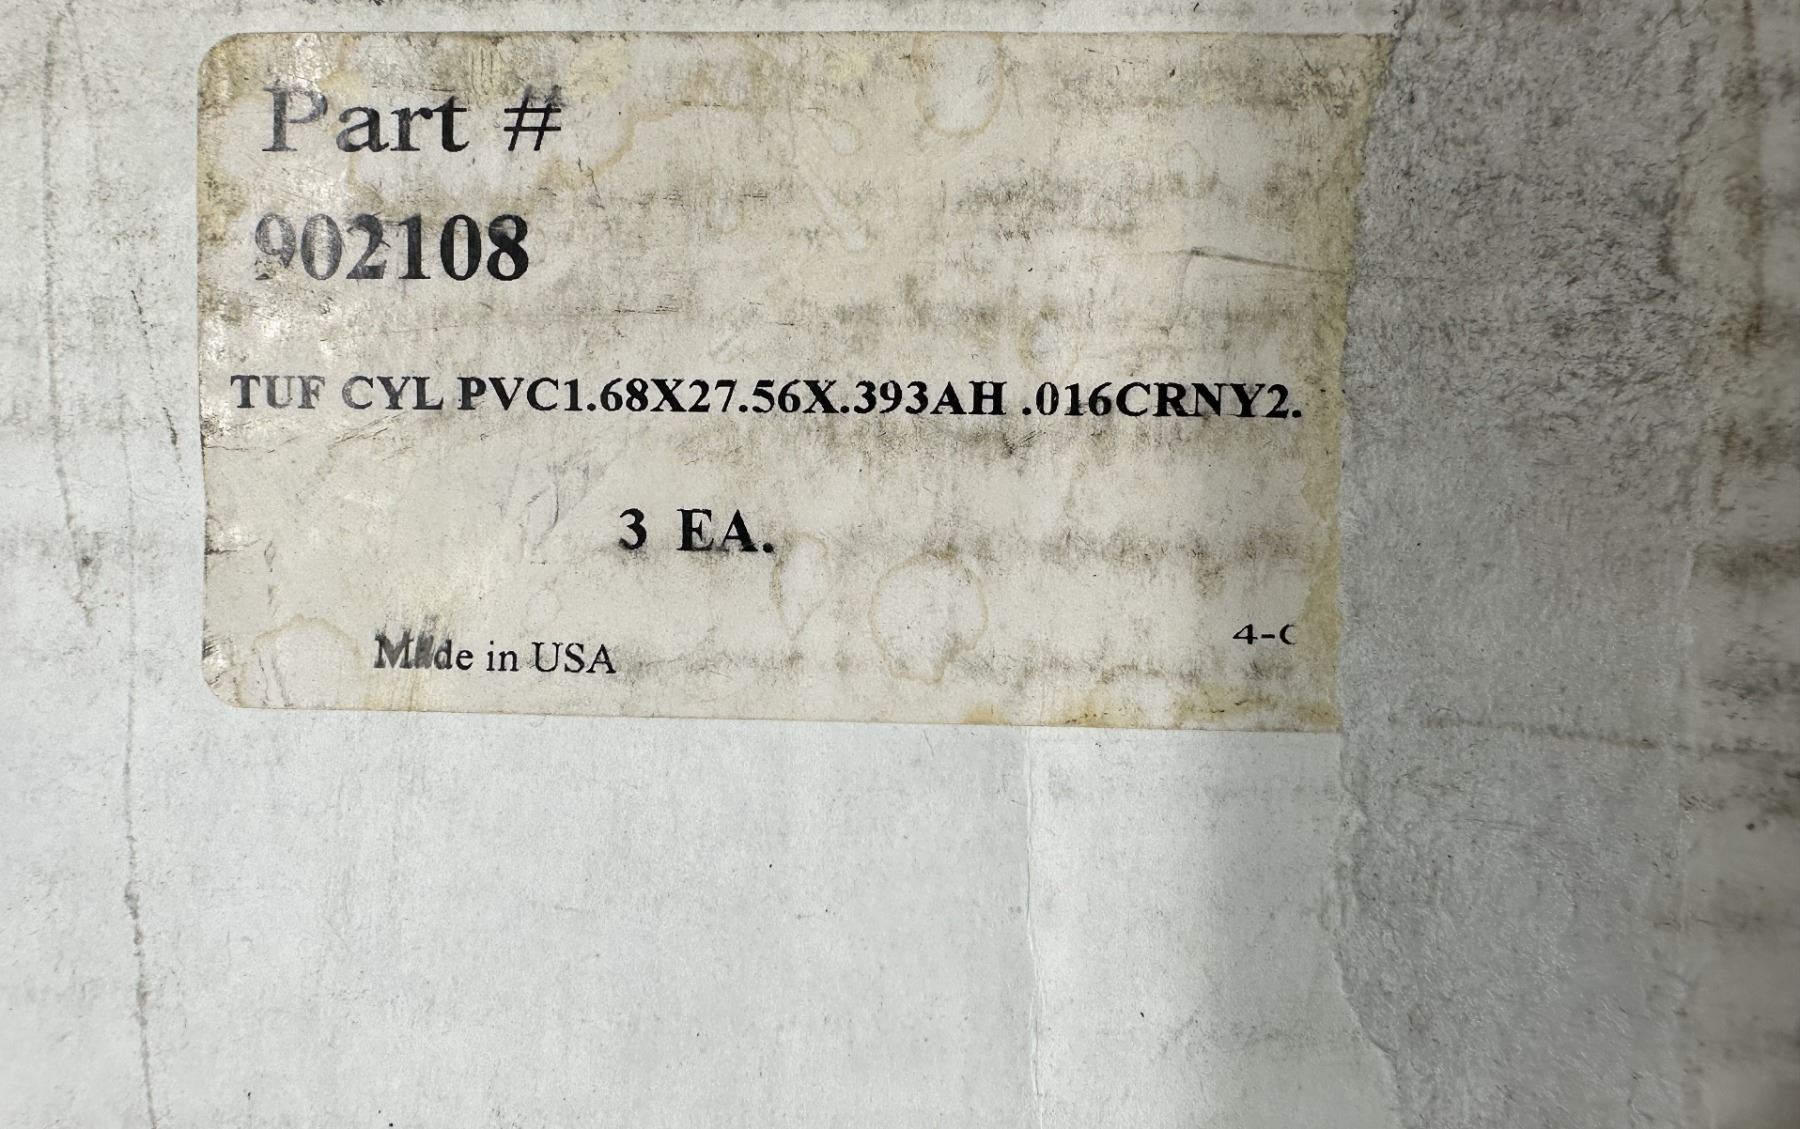 Part #
902108
TUF CYL PVC1.68X27.56X.393AH .016CRNY2.
3 EA.
Made in USA